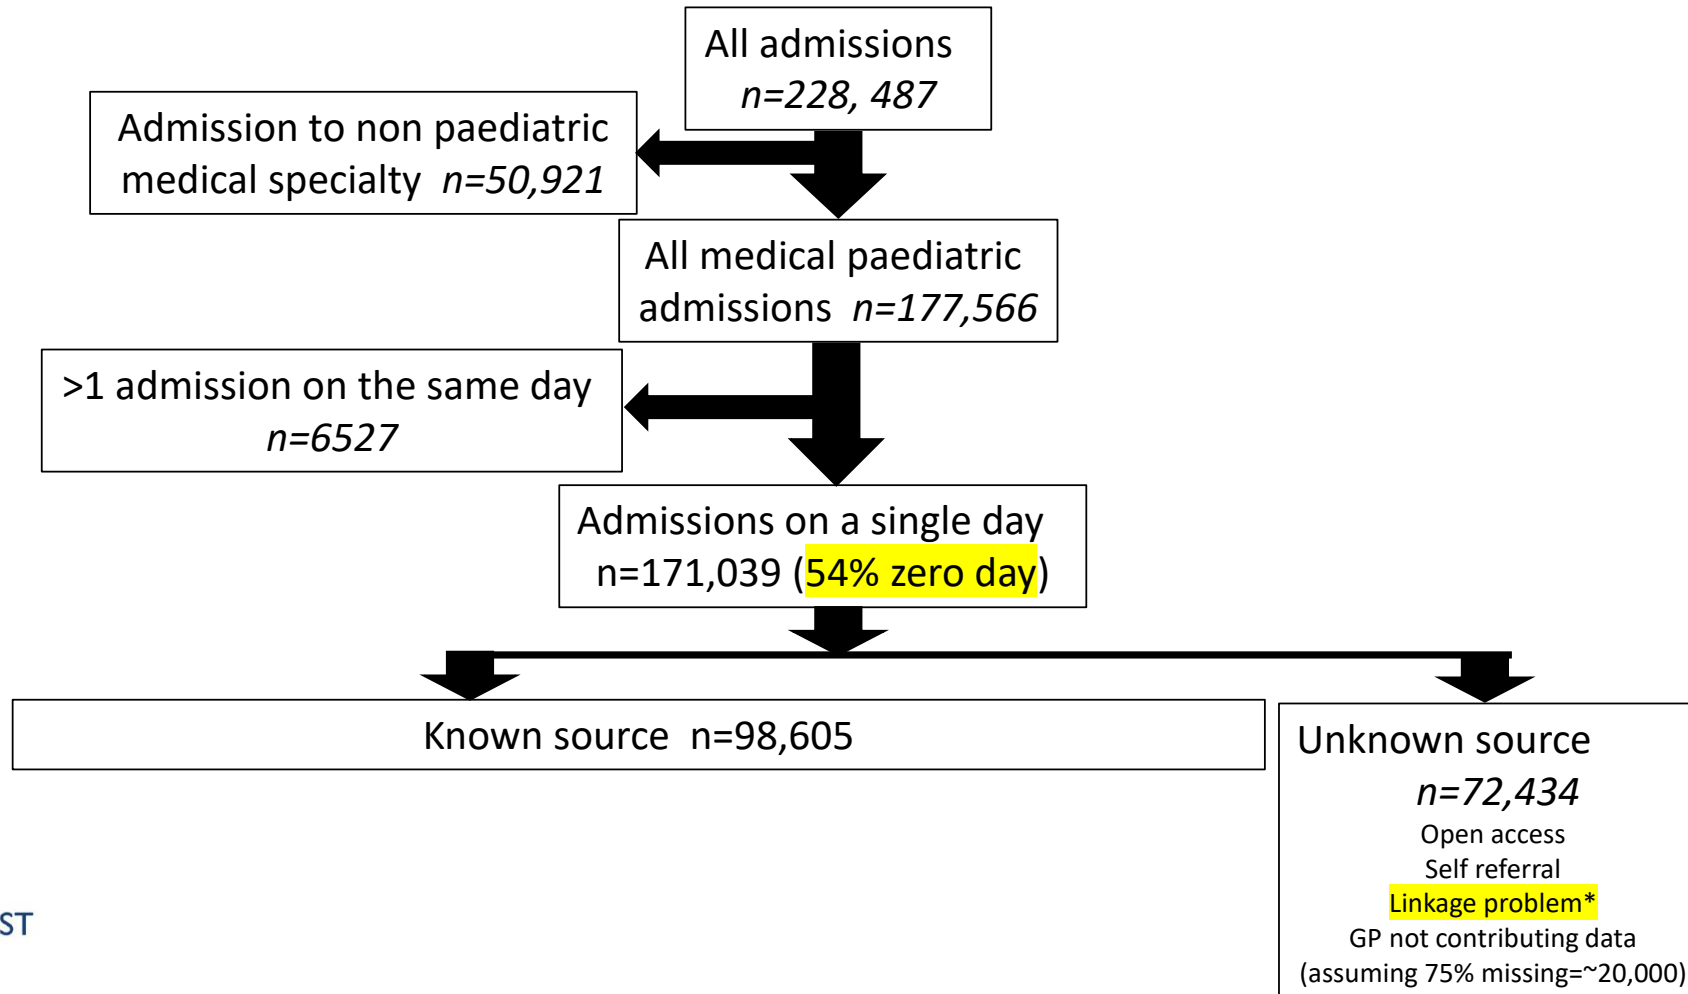 All admissions
n=228, 487
Admission to non paediatric
medical specialty n=50,921
All medical paediatric
admissions n=177,566
>1 admission on the same day
n=6527
Admissions on a single day
n=171,039 (54% zero day)
Known source n=98,605
Unknown source
n=72,434
Open access
Self referral
Linkage problem*
GP not contributing data
(assuming 75% missing=~20,000)
ST